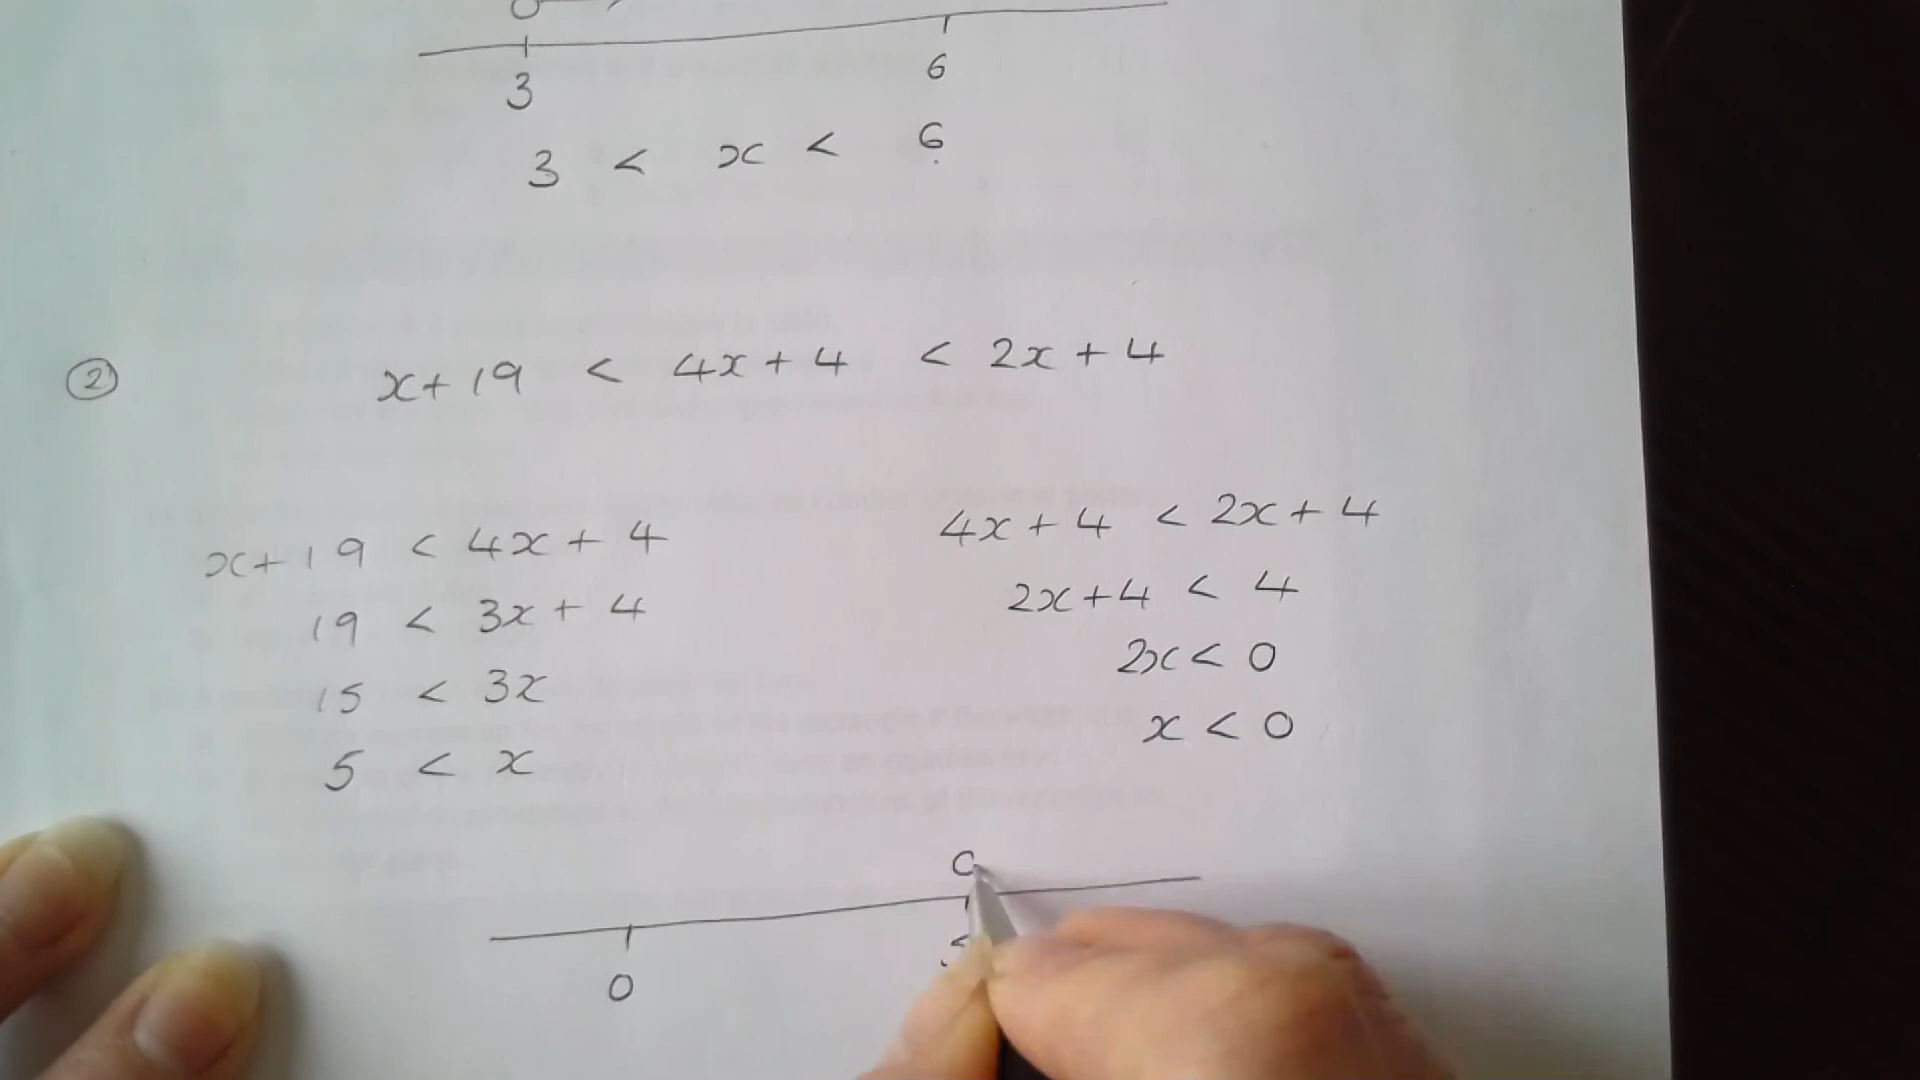 3 6
3 < x < 6
② x + 19 < 4x + 4 < 2x + 4
x + 19 < 4x + 4
19 < 3x + 4
15 < 3x
5 < x
4x + 4 < 2x + 4
2x + 4 < 4
2x < 0
x < 0
0 5